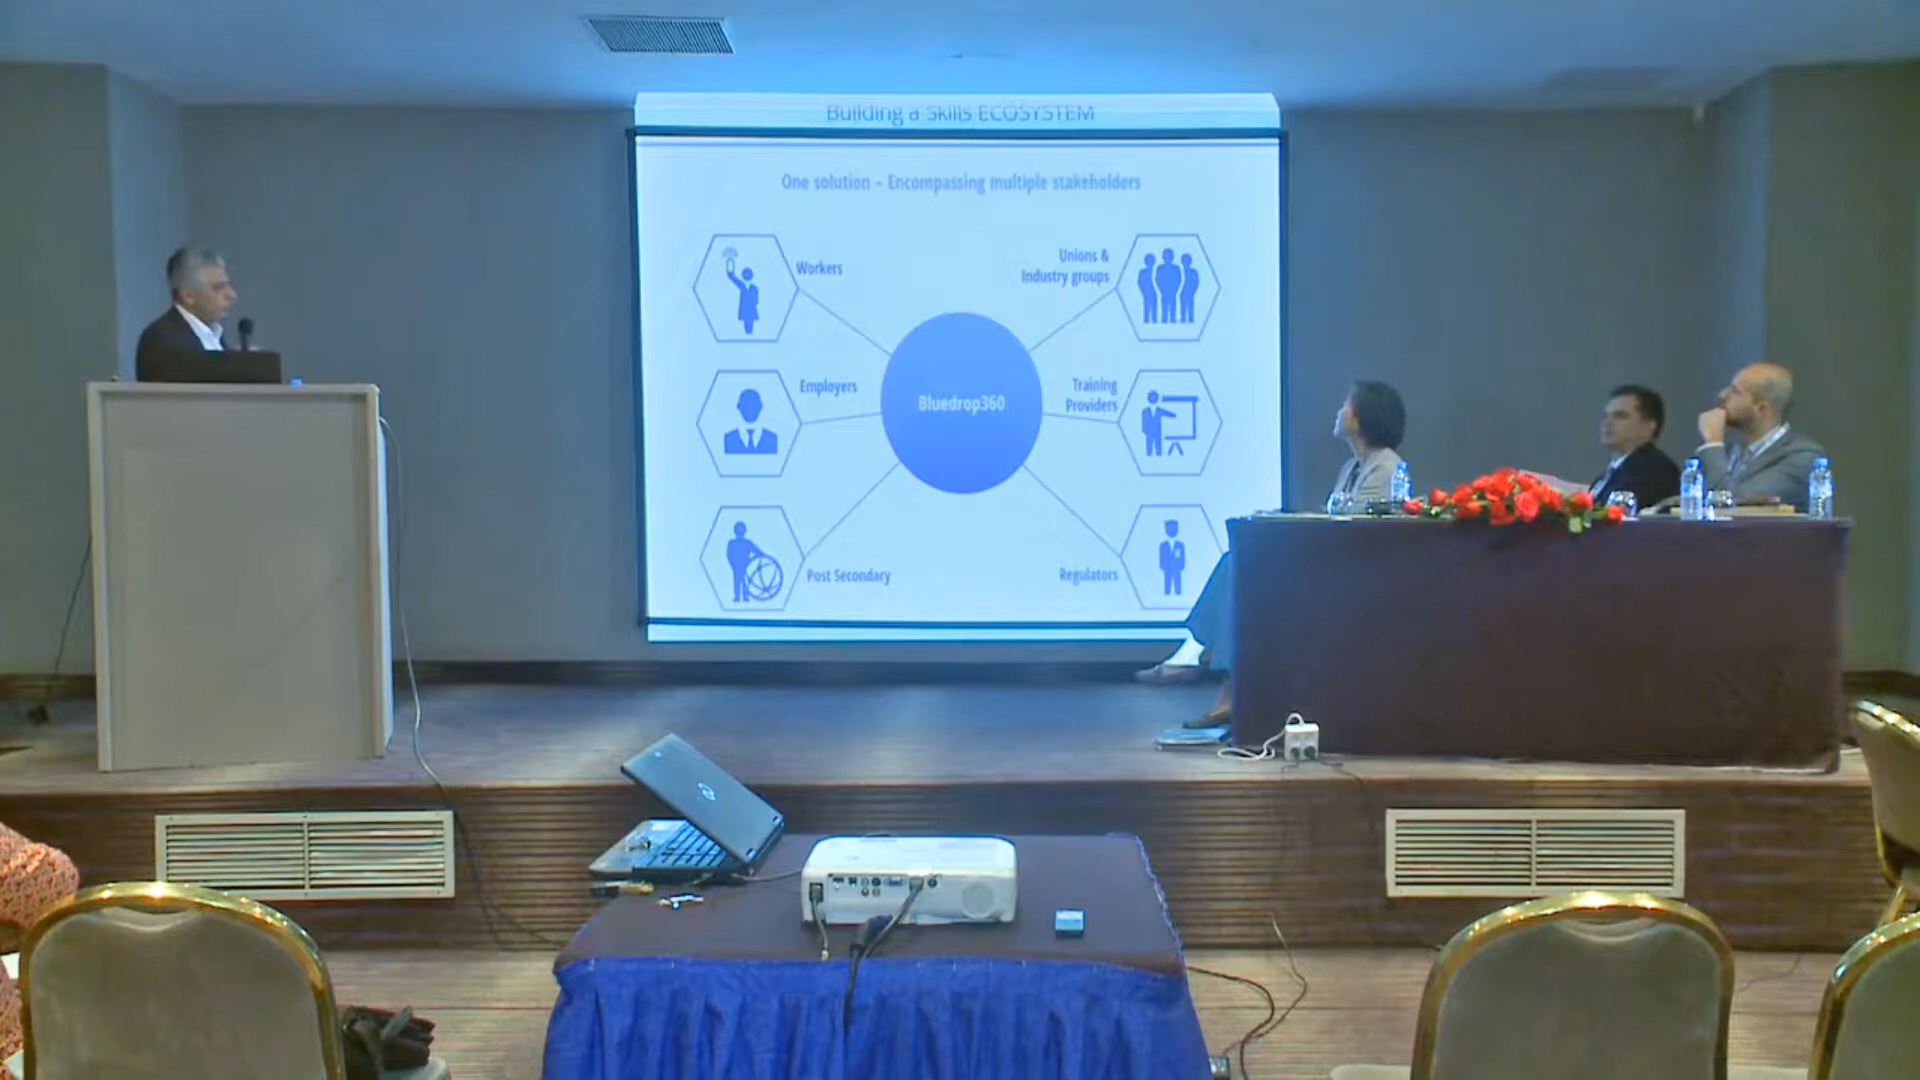 Building a Skills ECOSYSTEM
One solution – Encompassing multiple stakeholders
Workers
Unions &
Industry groups
Employers
Bluedrop360
Training
Providers
Post Secondary
Regulators